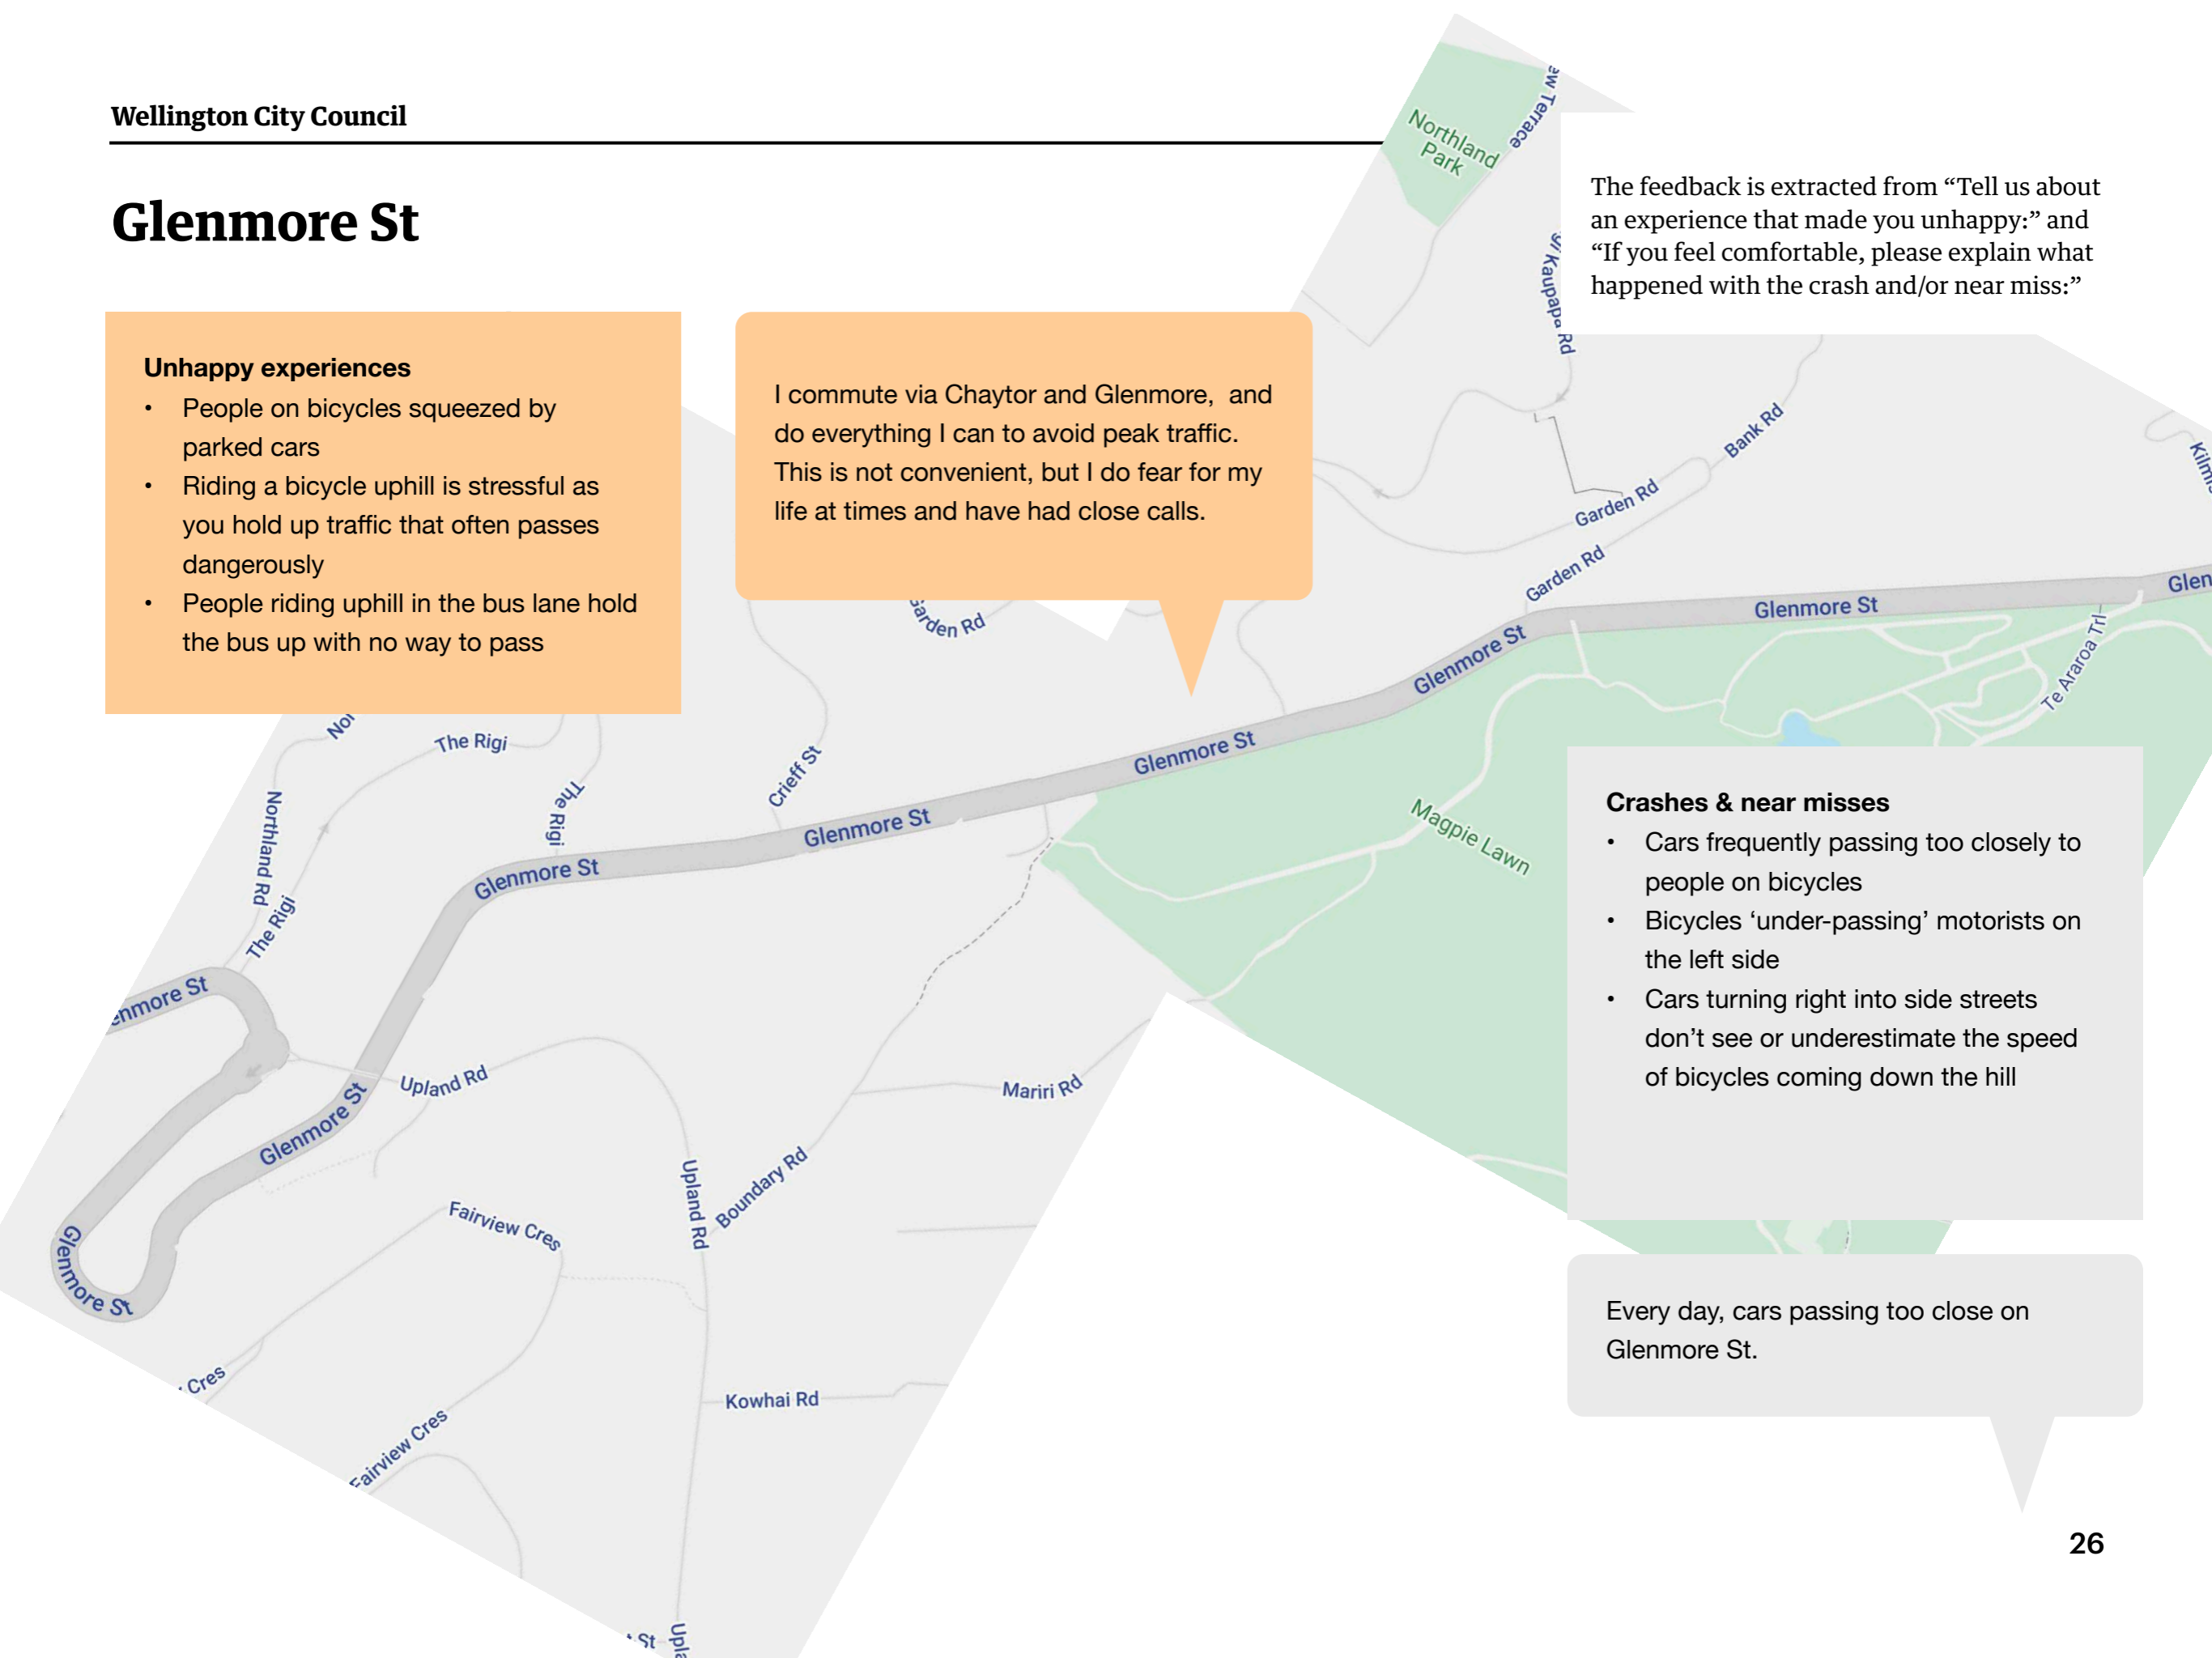 Wellington City Council
Glenmore St
The feedback is extracted from “Tell us about
an experience that made you unhappy:” and
“If you feel comfortable, please explain what
happened with the crash and/or near miss:”
Unhappy experiences
• People on bicycles squeezed by
parked cars
• Riding a bicycle uphill is stressful as
you hold up traffic that often passes
dangerously
• People riding uphill in the bus lane hold
the bus up with no way to pass
I commute via Chaytor and Glenmore, and
do everything I can to avoid peak traffic.
This is not convenient, but I do fear for my
life at times and have had close calls.
Northland
Park
Terrace
Kaupapa Rd
Bank Rd
Garden Rd
Garden Rd
Garden Rd
Glenmore St
Glenmore St
Te Araroa Trl
Glenmore St
Magpie Lawn
The Rigi
The Rigi
Crieff St
Glenmore St
Glenmore St
Northland Rd
The Rigi
St
Upland Rd
Glenmore St
Mariri Rd
Upland Rd
Boundary Rd
Fairview Cres
Glenmore St
Cres
Fairview Cres
Kowhai Rd
St
Crashes & near misses
• Cars frequently passing too closely to
people on bicycles
• Bicycles ‘under-passing’ motorists on
the left side
• Cars turning right into side streets
don’t see or underestimate the speed
of bicycles coming down the hill
Every day, cars passing too close on
Glenmore St.
26